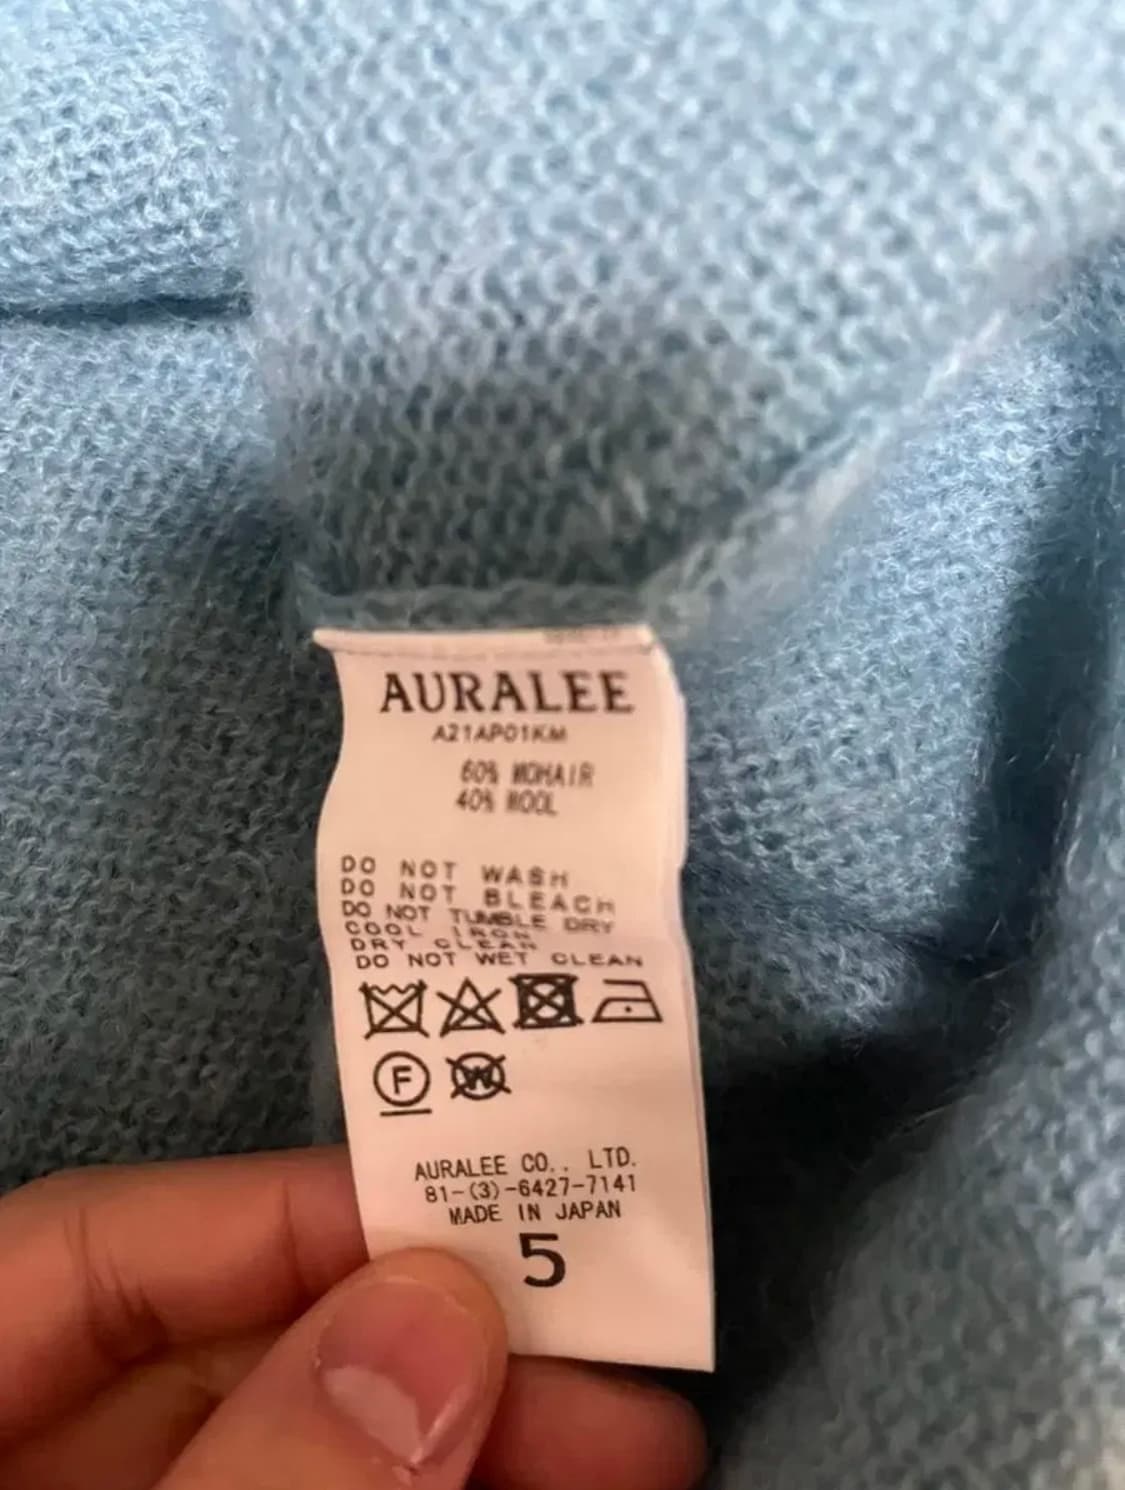 AURALEE
A21AP01KM
60% MOHAIR
40% WOOL
DO NOT WASH
DO NOT BLEACH
DO NOT TUMBLE DRY
COOL IRON
DRY CLEAN
DO NOT WET CLEAN
F W
AURALEE CO., LTD.
81-(3)-6427-7141
MADE IN JAPAN
5